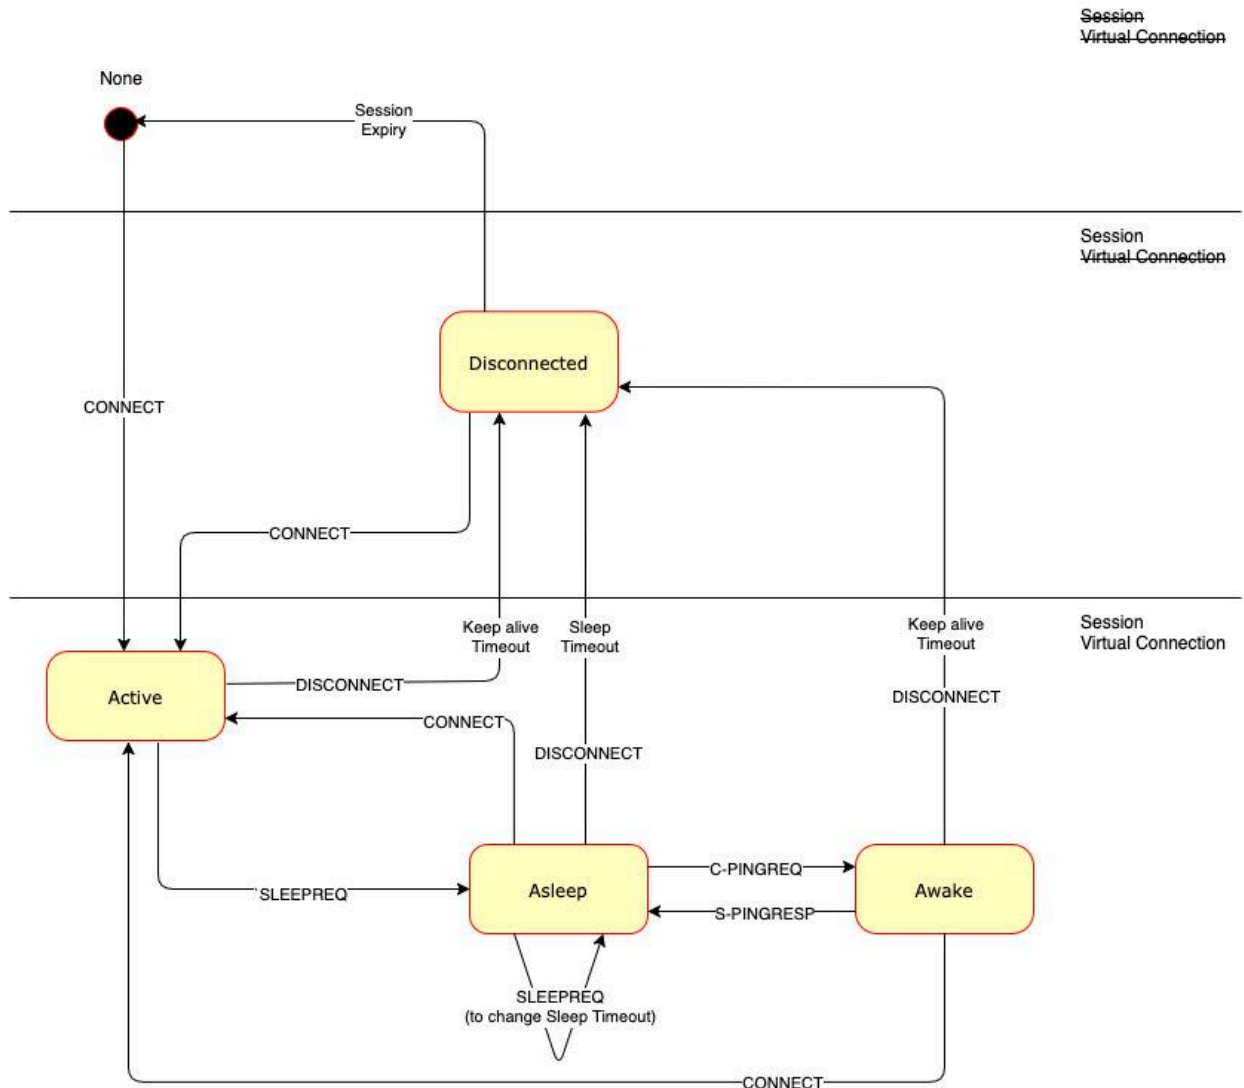 Session
Virtual Connection
None
Session
Expiry
Session
Virtual Connection
Disconnected
CONNECT
CONNECT
Session
Virtual Connection
Keep alive
Timeout
Sleep
Timeout
Keep alive
Timeout
Active
DISCONNECT
DISCONNECT
CONNECT
DISCONNECT
C-PINGREQ
SLEEPREQ
Asleep
Awake
S-PINGRESP
SLEEPREQ
(to change Sleep Timeout)
CONNECT